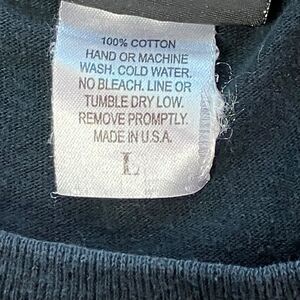 100% COTTON
HAND OR MACHINE
WASH. COLD WATER.
NO BLEACH. LINE OR
TUMBLE DRY LOW.
REMOVE PROMPTLY.
MADE IN U.S.A.
L